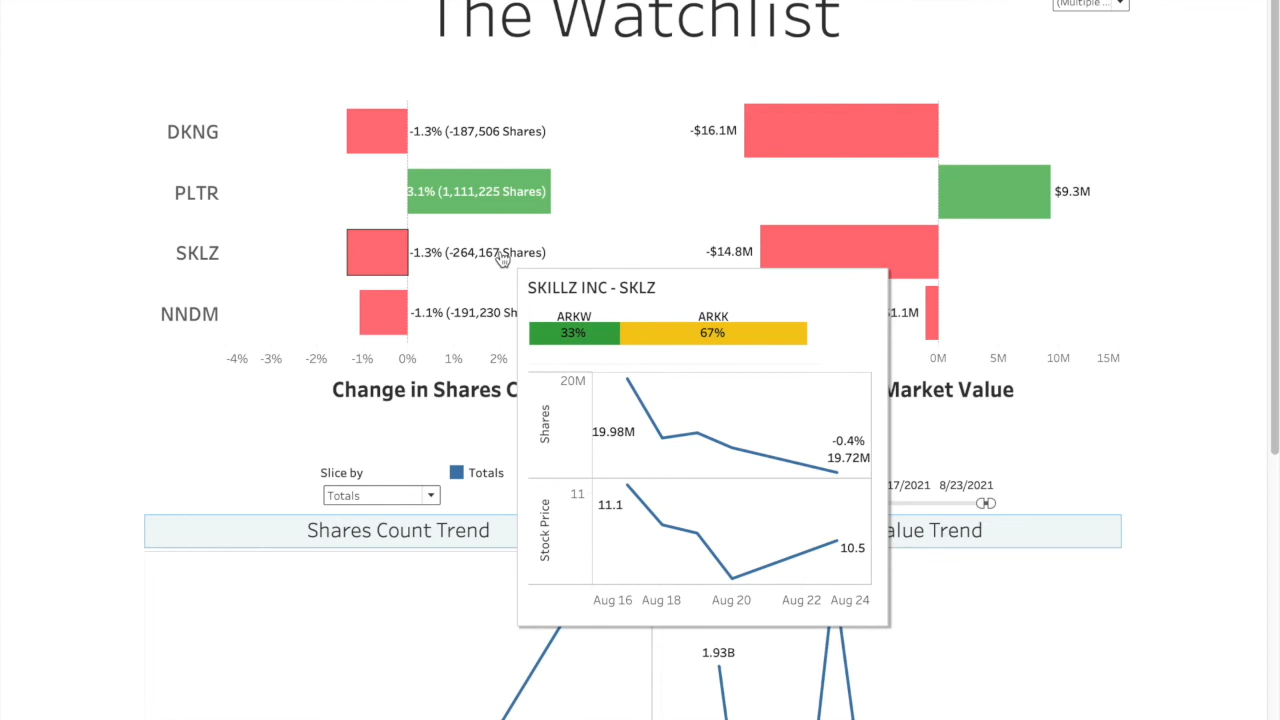 The Watchlist
(Multiple ...
DKNG
-1.3% (-187,506 Shares)
-$16.1M
PLTR
3.1% (1,111,225 Shares)
$9.3M
SKLZ
-1.3% (-264,167 Shares)
-$14.8M
NNDM
-1.1% (-191,230 Sh
1.1M
-4% -3% -2% -1% 0% 1% 2%
0M 5M 10M 15M
Change in Shares C
Market Value
SKILLZ INC - SKLZ
ARKW ARKK
33% 67%
20M
Shares
19.98M
-0.4%
19.72M
11
Stock Price
11.1
10.5
Aug 16 Aug 18 Aug 20 Aug 22 Aug 24
Slice by
Totals
Totals
17/2021 8/23/2021
Shares Count Trend
alue Trend
1.93B